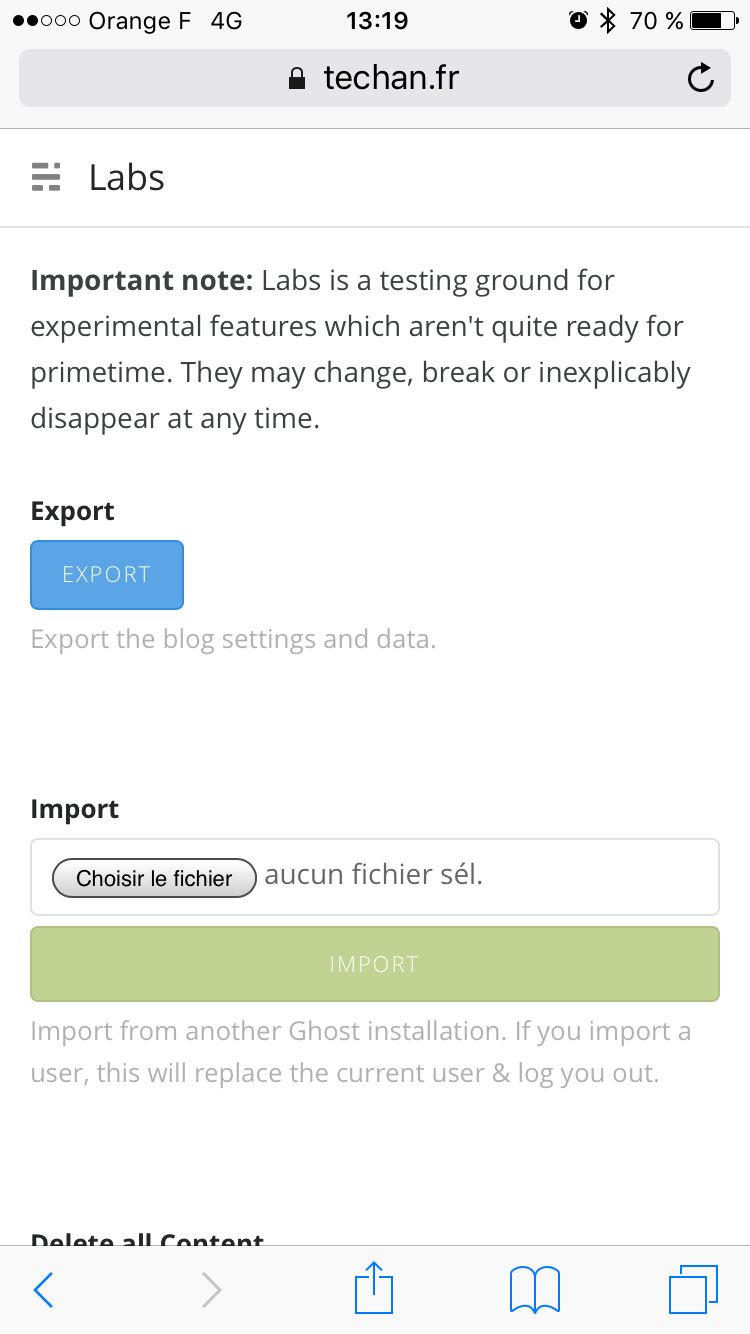 Orange F 4G 13:19 70 %
techan.fr
Labs
Important note: Labs is a testing ground for
experimental features which aren't quite ready for
primetime. They may change, break or inexplicably
disappear at any time.
Export
EXPORT
Export the blog settings and data.
Import
Choisir le fichier aucun fichier sél.
IMPORT
Import from another Ghost installation. If you import a
user, this will replace the current user & log you out.
Delete all Content